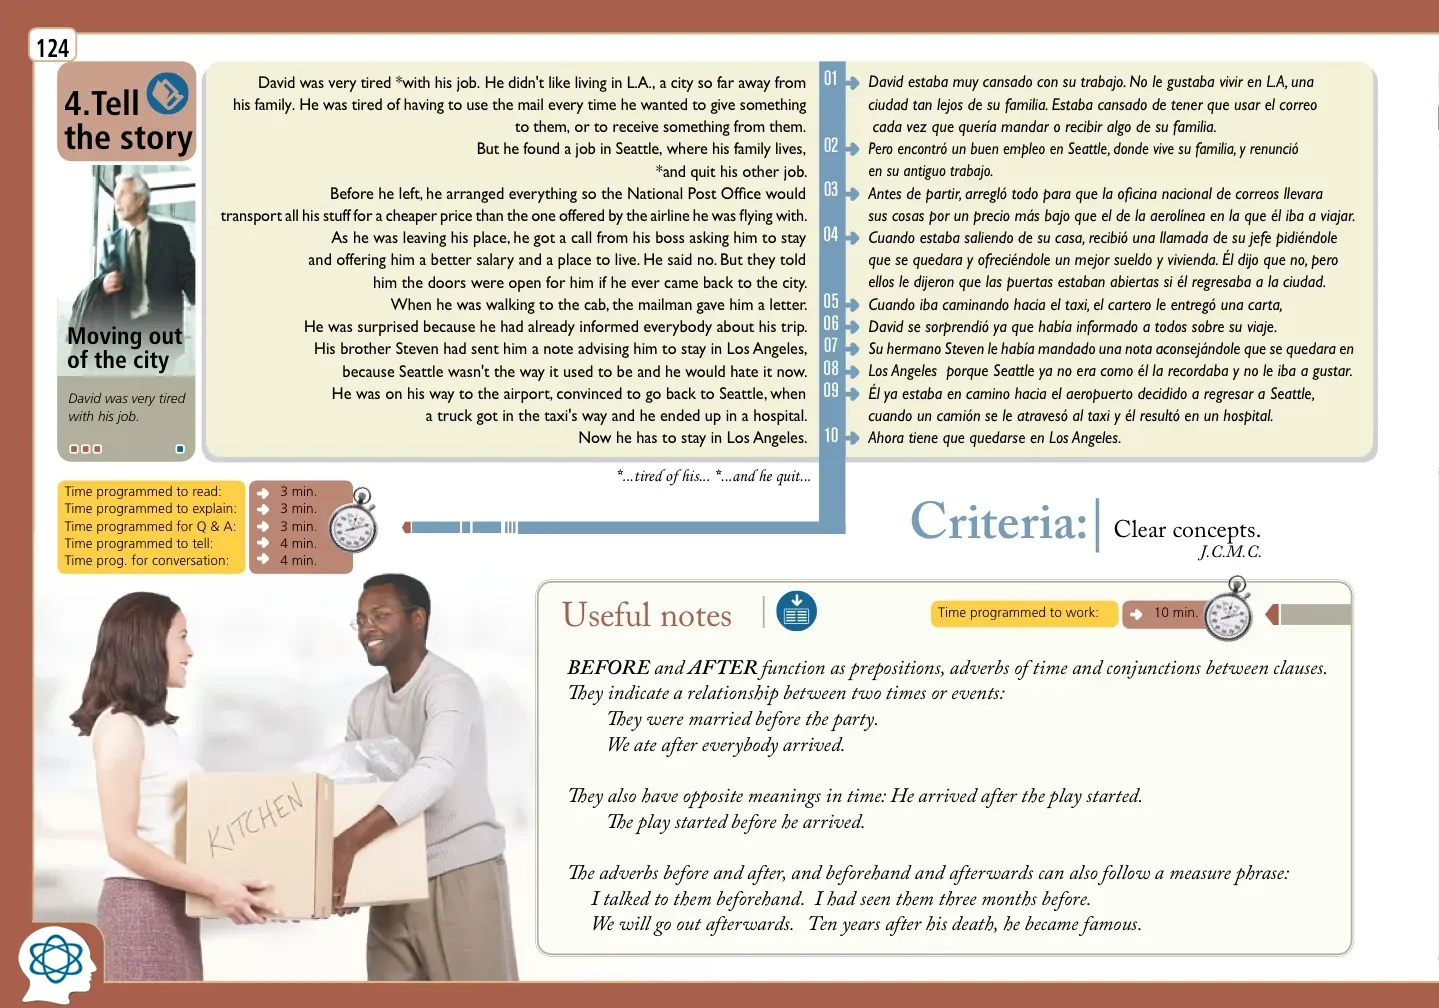 124
4.Tell
the story
Moving out
of the city
David was very tired
with his job.
David was very tired *with his job. He didn't like living in L.A., a city so far away from
his family. He was tired of having to use the mail every time he wanted to give something
to them, or to receive something from them.
But he found a job in Seattle, where his family lives,
*and quit his other job.
Before he left, he arranged everything so the National Post Office would
transport all his stuff for a cheaper price than the one offered by the airline he was flying with.
As he was leaving his place, he got a call from his boss asking him to stay
and offering him a better salary and a place to live. He said no. But they told
him the doors were open for him if he ever came back to the city.
When he was walking to the cab, the mailman gave him a letter.
He was surprised because he had already informed everybody about his trip.
His brother Steven had sent him a note advising him to stay in Los Angeles,
because Seattle wasn't the way it used to be and he would hate it now.
He was on his way to the airport, convinced to go back to Seattle, when
a truck got in the taxi's way and he ended up in a hospital.
Now he has to stay in Los Angeles.
*...tired of his... *...and he quit...
01
02
03
04
05
06
07
08
09
10
David estaba muy cansado con su trabajo. No le gustaba vivir en L.A, una
ciudad tan lejos de su familia. Estaba cansado de tener que usar el correo
cada vez que quería mandar o recibir algo de su familia.
Pero encontró un buen empleo en Seattle, donde vive su familia, y renunció
en su antiguo trabajo.
Antes de partir, arregló todo para que la oficina nacional de correos llevara
sus cosas por un precio más bajo que el de la aerolínea en la que él iba a viajar.
Cuando estaba saliendo de su casa, recibió una llamada de su jefe pidiéndole
que se quedara y ofreciéndole un mejor sueldo y vivienda. Él dijo que no, pero
ellos le dijeron que las puertas estaban abiertas si él regresaba a la ciudad.
Cuando iba caminando hacia el taxi, el cartero le entregó una carta,
David se sorprendió ya que había informado a todos sobre su viaje.
Su hermano Steven le había mandado una nota aconsejándole que se quedara en
Los Angeles porque Seattle ya no era como él la recordaba y no le iba a gustar.
Él ya estaba en camino hacia el aeropuerto decidido a regresar a Seattle,
cuando un camión se le atravesó al taxi y él resultó en un hospital.
Ahora tiene que quedarse en Los Angeles.
Time programmed to read: 3 min.
Time programmed to explain: 3 min.
Time programmed for Q & A: 3 min.
Time programmed to tell: 4 min.
Time prog. for conversation: 4 min.
Criteria: Clear concepts.
J.C.M.C.
KITCHEN
Useful notes
Time programmed to work: 10 min.
BEFORE and AFTER function as prepositions, adverbs of time and conjunctions between clauses.
They indicate a relationship between two times or events:
They were married before the party.
We ate after everybody arrived.
They also have opposite meanings in time: He arrived after the play started.
The play started before he arrived.
The adverbs before and after, and beforehand and afterwards can also follow a measure phrase:
I talked to them beforehand. I had seen them three months before.
We will go out afterwards. Ten years after his death, he became famous.